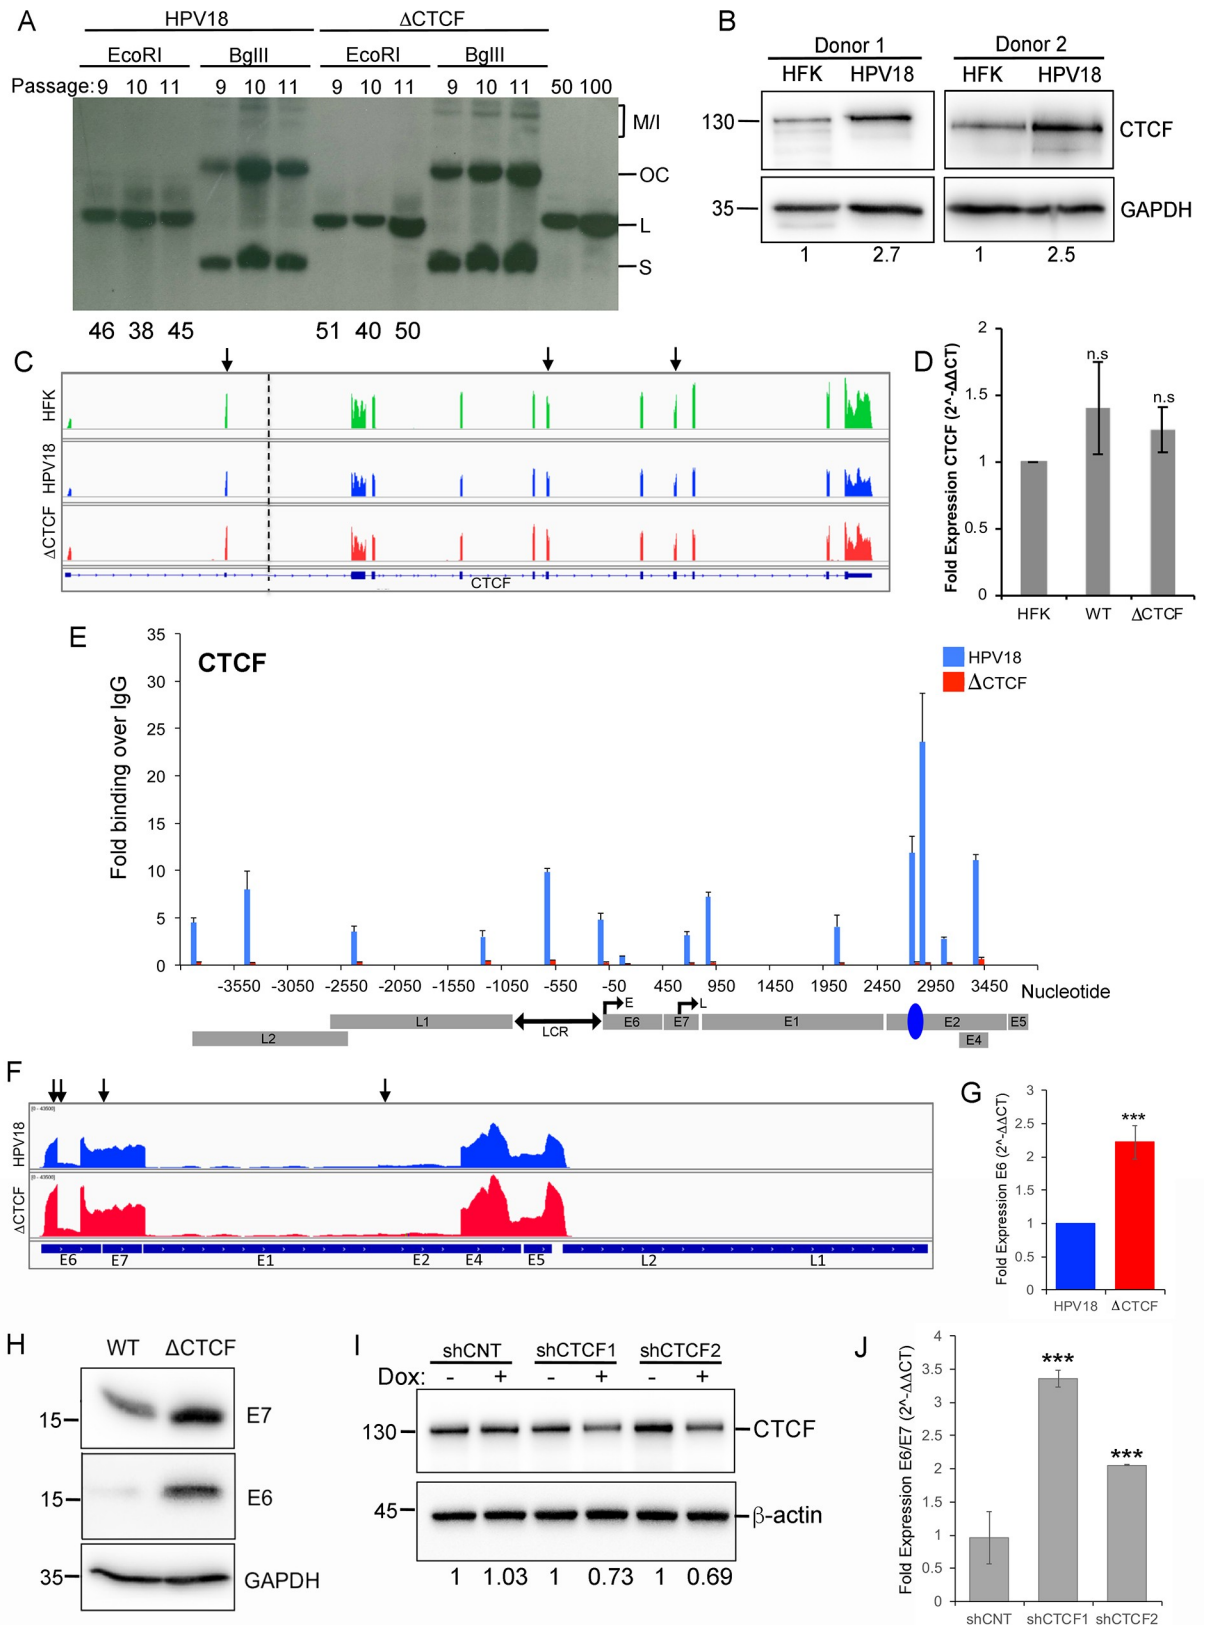 A
HPV18 ΔCTCF
EcoRI BglII EcoRI BglII
Passage: 9 10 11 9 10 11 9 10 11 9 10 11 50 100
M/I
OC
L
S
46 38 45 51 40 50
B
Donor 1 Donor 2
HFK HPV18 HFK HPV18
130 CTCF
35 GAPDH
1 2.7 1 2.5
C
HFK
HPV18
ΔCTCF
CTCF
D
Fold Expression CTCF (2^-ΔΔCT)
2
1.5
1
0.5
0
n.s
n.s
HFK WT ΔCTCF
E
CTCF
Fold binding over IgG
35
30
25
20
15
10
5
0
HPV18
ΔCTCF
-3550 -3050 -2550 -2050 -1550 -1050 -550 -50 450 950 1450 1950 2450 2950 3450 Nucleotide
E L
L1 LCR E6 E7 E1 E2 E5
L2 E4
F
[0 - 43500]
HPV18
[0 - 43500]
ΔCTCF
E6 E7 E1 E2 E4 E5 L2 L1
G
Fold Expression E6 (2^-ΔΔCT)
3
2.5
2
1.5
1
0.5
0
***
HPV18 ΔCTCF
H
WT ΔCTCF
15 E7
15 E6
35 GAPDH
I
shCNT shCTCF1 shCTCF2
Dox: - + - + - +
130 CTCF
45 β-actin
1 1.03 1 0.73 1 0.69
J
Fold Expression E6/E7 (2^-ΔΔCT)
4
3.5
3
2.5
2
1.5
1
0.5
0
***
***
shCNT shCTCF1 shCTCF2